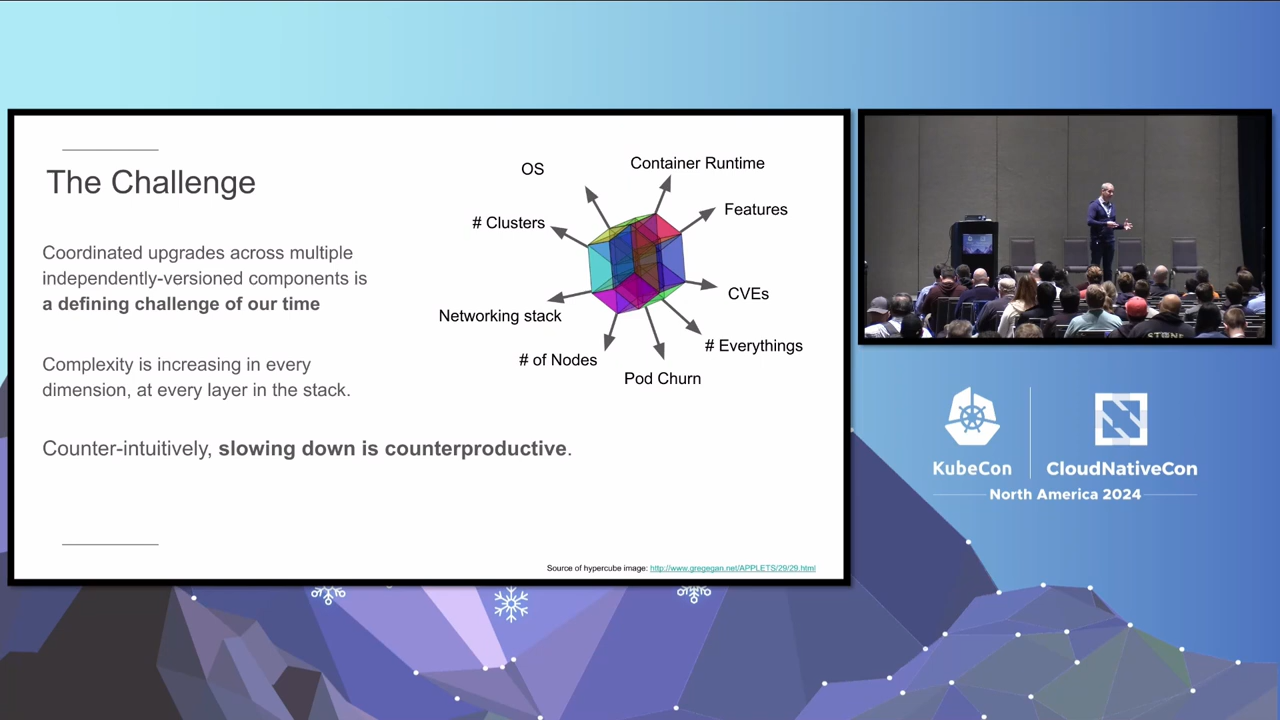 The Challenge
Coordinated upgrades across multiple
independently-versioned components is
a defining challenge of our time
Complexity is increasing in every
dimension, at every layer in the stack.
Counter-intuitively, slowing down is counterproductive.
OS
Container Runtime
# Clusters
Features
CVEs
Networking stack
# Everythings
# of Nodes
Pod Churn
Source of hypercube image: http://www.gregegan.net/APPLETS/29/29.html
STONE
KubeCon
CloudNativeCon
North America 2024